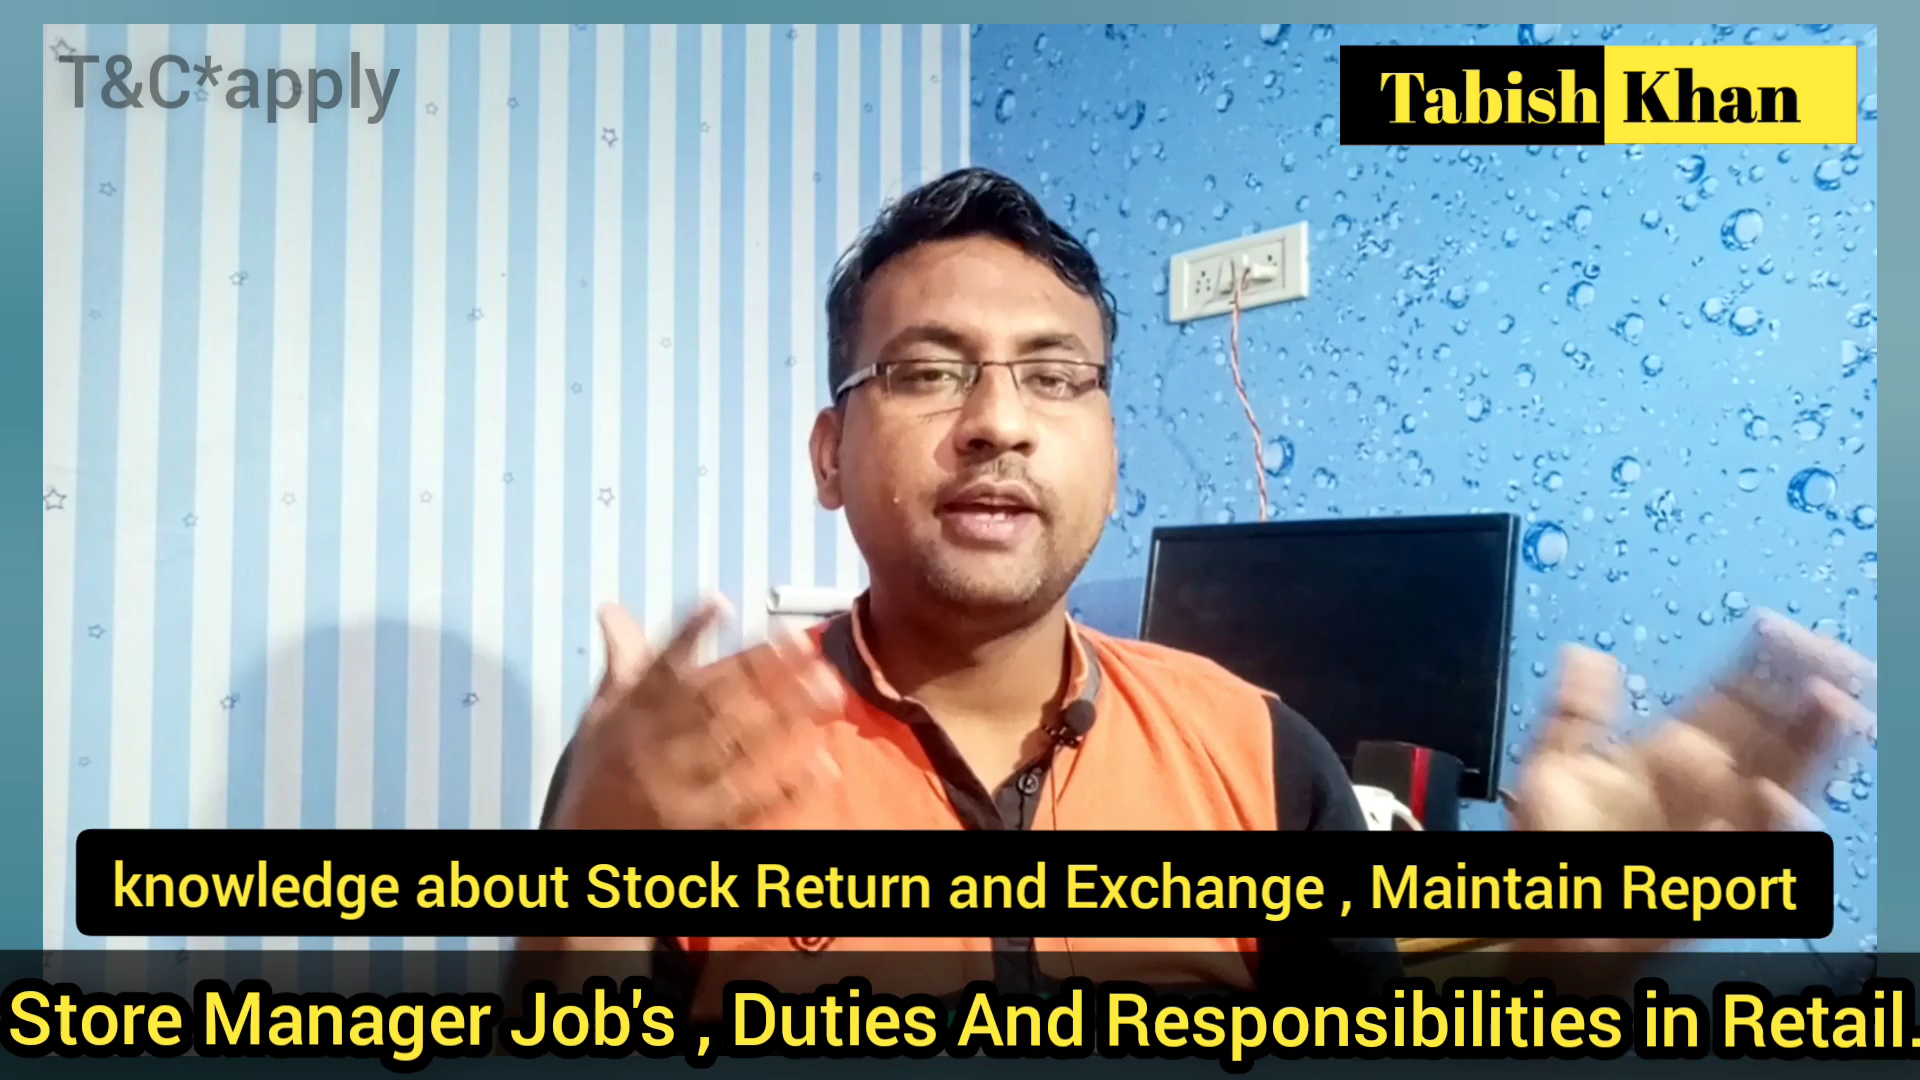 T&C*apply
Tabish Khan
knowledge about Stock Return and Exchange , Maintain Report
Store Manager Job's , Duties And Responsibilities in Retail.